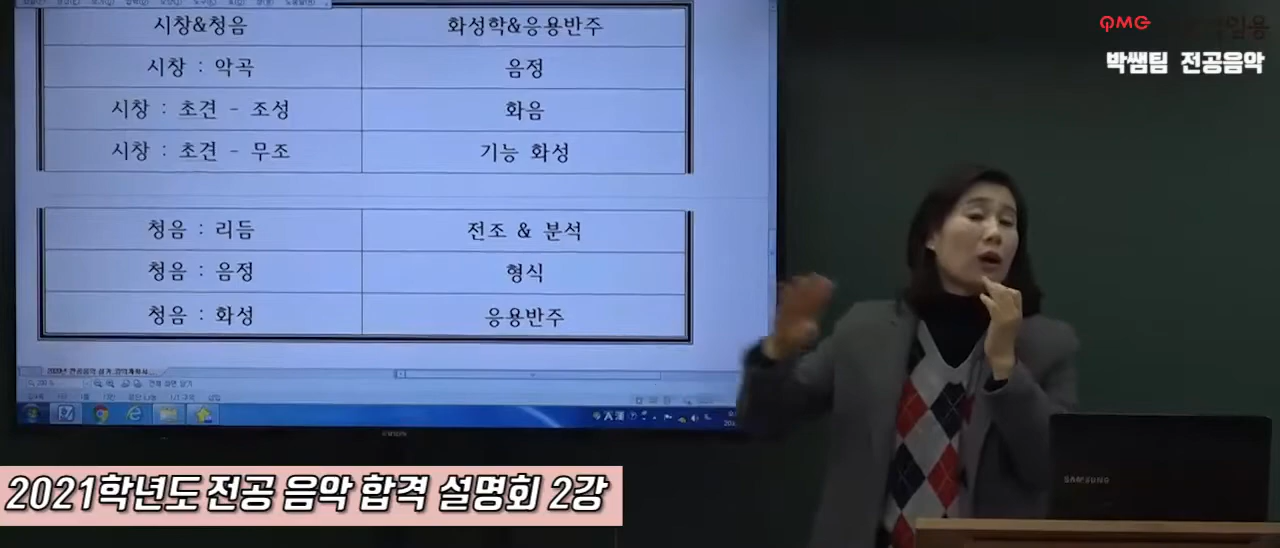 시창&청음 화성학&응용반주
시창 : 악곡 음정
시창 : 초견 - 조성 화음
시창 : 초견 - 무조 기능 화성
청음 : 리듬 전조 & 분석
청음 : 음정 형식
청음 : 화성 응용반주
QMG
박쌤팀 전공음악
SAMSUNG
2021학년도 전공 음악 합격 설명회 2강